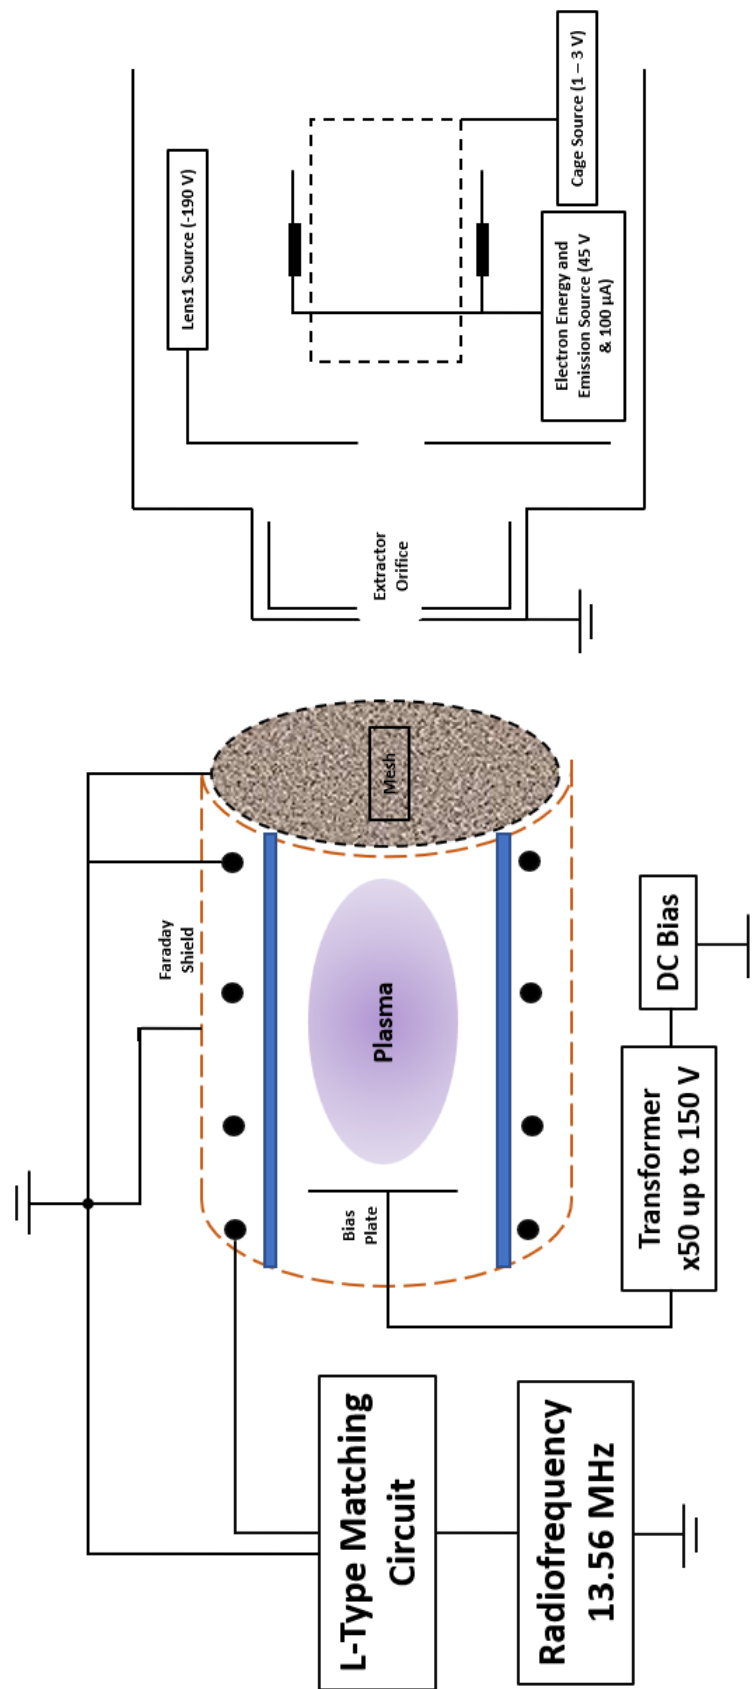 L-Type Matching
Circuit
Radiofrequency
13.56 MHz
Bias
Plate
Plasma
Faraday
Shield
Mesh
Transformer
x50 up to 150 V
DC Bias
Extractor
Orifice
Lens1 Source (-190 V)
Electron Energy and
Emission Source (45 V
& 100 µA)
Cage Source (1 – 3 V)